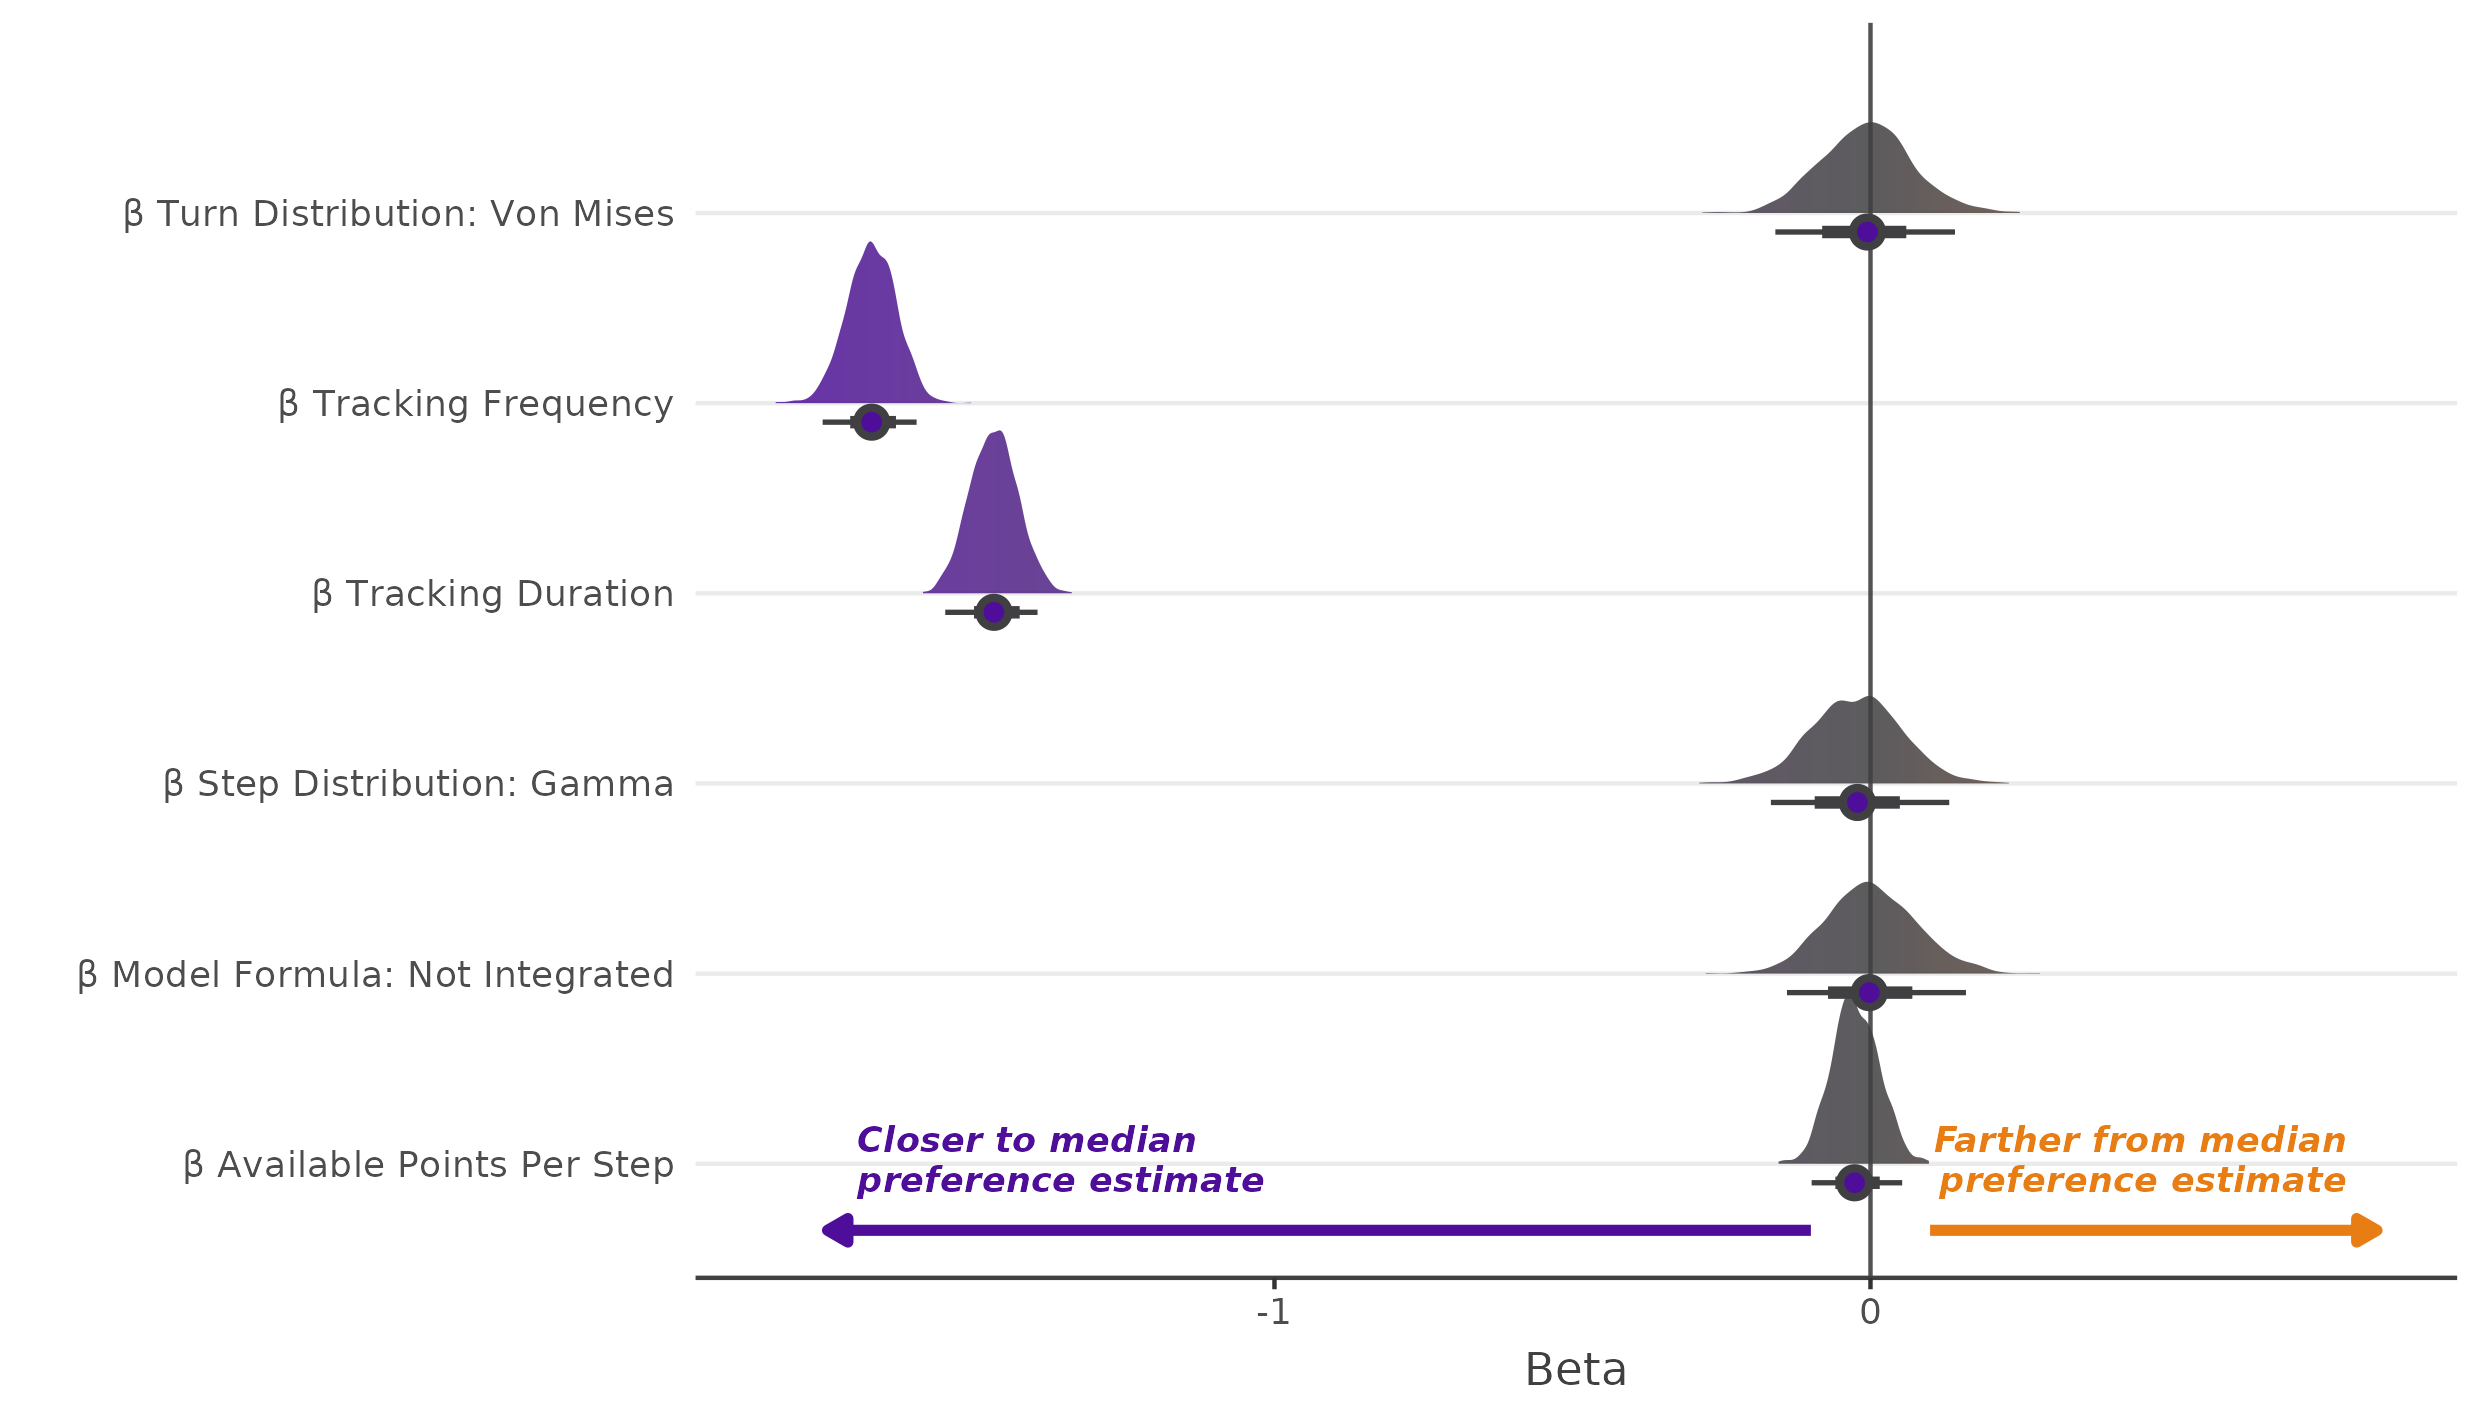 β Turn Distribution: Von Mises
β Tracking Frequency
β Tracking Duration
β Step Distribution: Gamma
β Model Formula: Not Integrated
β Available Points Per Step
Closer to median
preference estimate
Farther from median
preference estimate
-1
0
Beta